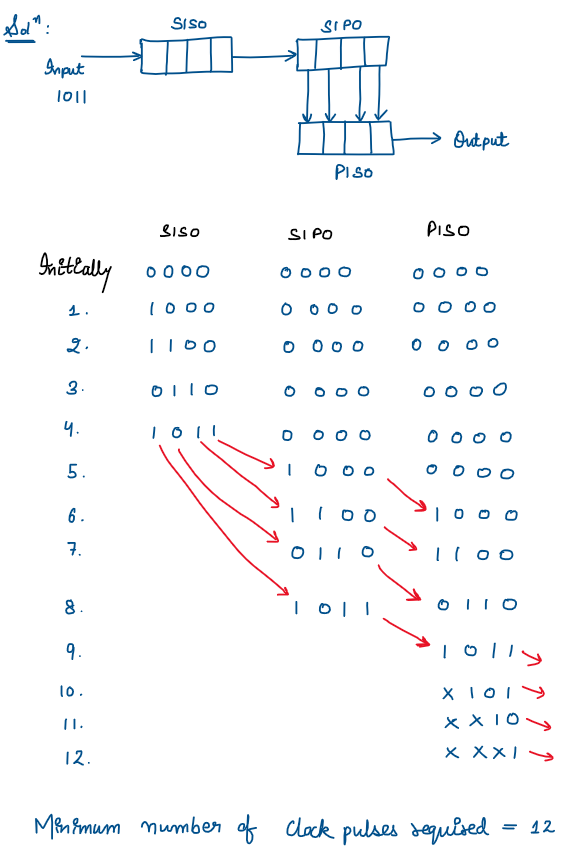 Solⁿ:
SISO SIPO
Input
1011
Output
PISO
SISO SIPO PISO
Initially 0000 0000 0000
1. 1000 0000 0000
2. 1100 0000 0000
3. 0110 0000 0000
4. 1011 0000 0000
5. 1000 0000
6. 1100 1000
7. 0110 1100
8. 1011 0110
9. 1011
10. X101
11. XX10
12. XXX1
Minimum number of clock pulses required = 12